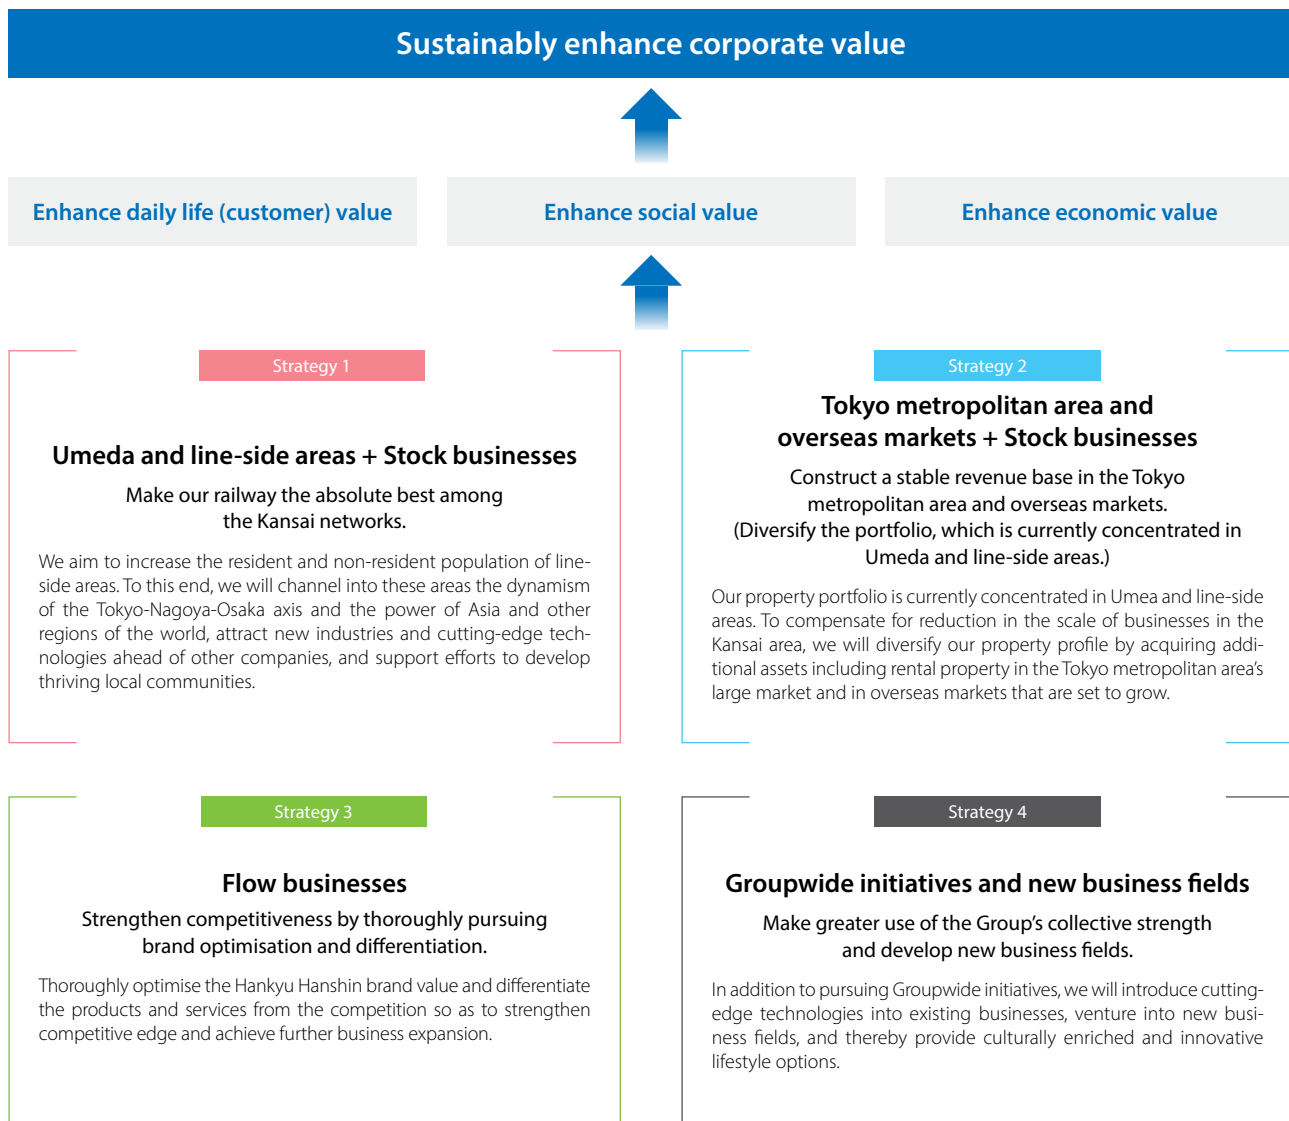 Sustainably enhance corporate value
Enhance daily life (customer) value
Enhance social value
Enhance economic value
Strategy 1
Umeda and line-side areas + Stock businesses
Make our railway the absolute best among
the Kansai networks.
We aim to increase the resident and non-resident population of line-
side areas. To this end, we will channel into these areas the dynamism
of the Tokyo-Nagoya-Osaka axis and the power of Asia and other
regions of the world, attract new industries and cutting-edge tech-
nologies ahead of other companies, and support efforts to develop
thriving local communities.
Strategy 2
Tokyo metropolitan area and
overseas markets + Stock businesses
Construct a stable revenue base in the Tokyo
metropolitan area and overseas markets.
(Diversify the portfolio, which is currently concentrated in
Umeda and line-side areas.)
Our property portfolio is currently concentrated in Umea and line-side
areas. To compensate for reduction in the scale of businesses in the
Kansai area, we will diversify our property profile by acquiring addi-
tional assets including rental property in the Tokyo metropolitan area's
large market and in overseas markets that are set to grow.
Strategy 3
Flow businesses
Strengthen competitiveness by thoroughly pursuing
brand optimisation and differentiation.
Thoroughly optimise the Hankyu Hanshin brand value and differentiate
the products and services from the competition so as to strengthen
competitive edge and achieve further business expansion.
Strategy 4
Groupwide initiatives and new business fields
Make greater use of the Group's collective strength
and develop new business fields.
In addition to pursuing Groupwide initiatives, we will introduce cutting-
edge technologies into existing businesses, venture into new busi-
ness fields, and thereby provide culturally enriched and innovative
lifestyle options.